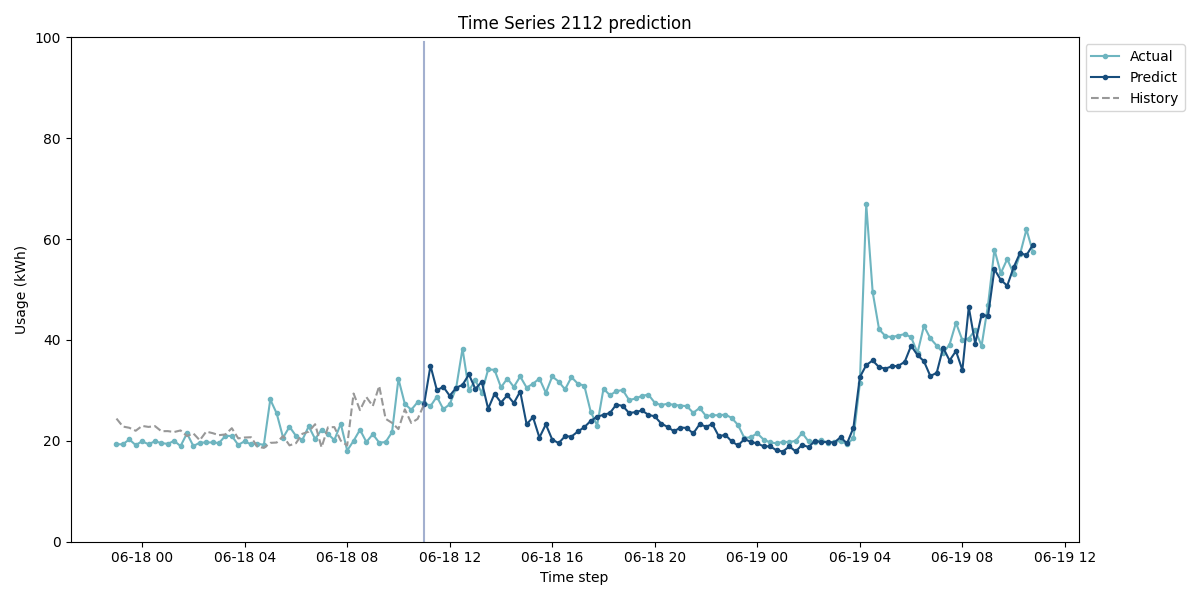 Time Series 2112 prediction
Usage (kWh)
100
80
60
40
20
0
06-18 00 06-18 04 06-18 08 06-18 12 06-18 16 06-18 20 06-19 00 06-19 04 06-19 08 06-19 12
Time step
Actual
Predict
History